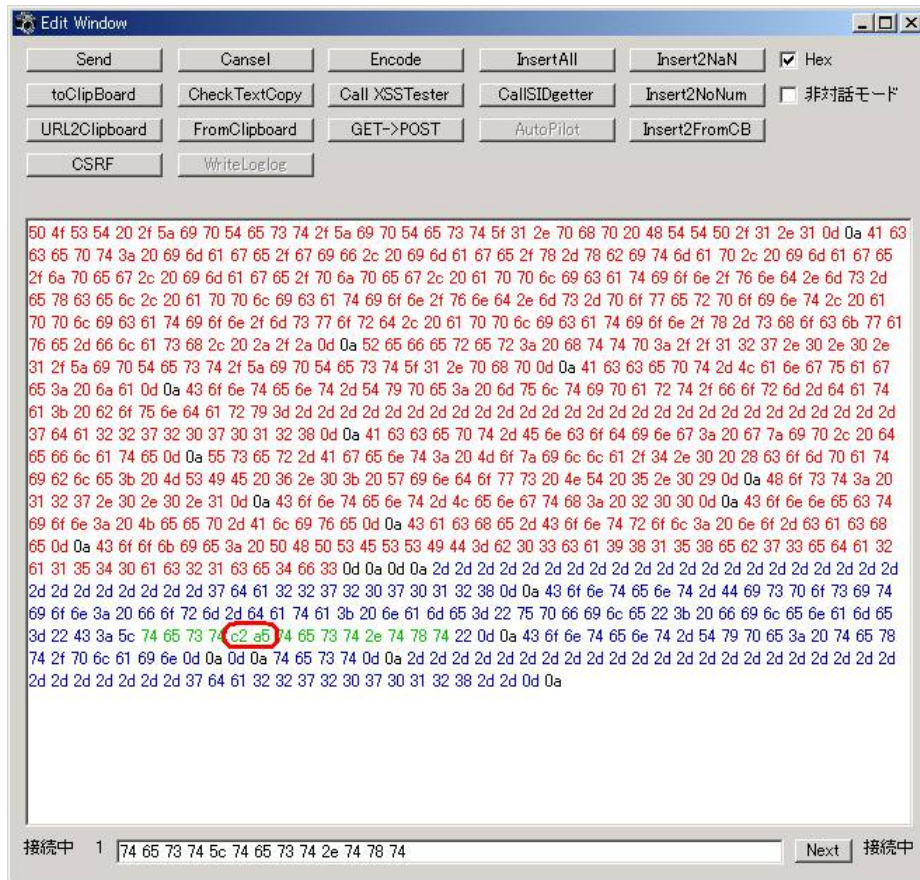 Edit Window
Send Cansel Encode InsertAll Insert2NaN Hex
toClipBoard CheckTextCopy Call XSSTester CallSIDgetter Insert2NoNum 非対話モード
URL2Clipboard FromClipboard GET->POST AutoPilot Insert2FromCB
CSRF WriteLoglog
50 4f 53 54 20 2f 5a 69 70 54 65 73 74 2f 5a 69 70 54 65 73 74 5f 31 2e 70 68 70 20 48 54 54 50 2f 31 2e 31 0d 0a 41 63
63 65 70 74 3a 20 69 6d 61 67 65 2f 67 69 66 2c 20 69 6d 61 67 65 2f 78 2d 78 62 69 74 6d 61 70 2c 20 69 6d 61 67 65
2f 6a 70 65 67 2c 20 69 6d 61 67 65 2f 70 6a 70 65 67 2c 20 61 70 70 6c 69 63 61 74 69 6f 6e 2f 76 6e 64 2e 6d 73 2d
65 78 63 65 6c 2c 20 61 70 70 6c 69 63 61 74 69 6f 6e 2f 76 6e 64 2e 6d 73 2d 70 6f 77 65 72 70 6f 69 6e 74 2c 20 61
70 70 6c 69 63 61 74 69 6f 6e 2f 6d 73 77 6f 72 64 2c 20 61 70 70 6c 69 63 61 74 69 6f 6e 2f 78 2d 73 68 6f 63 6b 77 61
76 65 2d 66 6c 61 73 68 2c 20 2a 2f 2a 0d 0a 52 65 66 65 72 65 72 3a 20 68 74 74 70 3a 2f 2f 31 32 37 2e 30 2e 30 2e
31 2f 5a 69 70 54 65 73 74 2f 5a 69 70 54 65 73 74 5f 31 2e 70 68 70 0d 0a 41 63 63 65 70 74 2d 4c 61 6e 67 75 61 67
65 3a 20 6a 61 0d 0a 43 6f 6e 74 65 6e 74 2d 54 79 70 65 3a 20 6d 75 6c 74 69 70 61 72 74 2f 66 6f 72 6d 2d 64 61 74
61 3b 20 62 6f 75 6e 64 61 72 79 3d 2d 2d 2d 2d 2d 2d 2d 2d 2d 2d 2d 2d 2d 2d 2d 2d 2d 2d 2d 2d 2d 2d 2d 2d 2d 2d 2d
37 64 61 32 32 37 32 30 37 30 31 32 38 0d 0a 41 63 63 65 70 74 2d 45 6e 63 6f 64 69 6e 67 3a 20 67 7a 69 70 2c 20 64
65 66 6c 61 74 65 0d 0a 55 73 65 72 2d 41 67 65 6e 74 3a 20 4d 6f 7a 69 6c 6c 61 2f 34 2e 30 20 28 63 6f 6d 70 61 74
69 62 6c 65 3b 20 4d 53 49 45 20 36 2e 30 3b 20 57 69 6e 64 6f 77 73 20 4e 54 20 35 2e 30 29 0d 0a 48 6f 73 74 3a 20
31 32 37 2e 30 2e 30 2e 31 0d 0a 43 6f 6e 74 65 6e 74 2d 4c 65 6e 67 74 68 3a 20 32 30 30 0d 0a 43 6f 6e 6e 65 63 74
69 6f 6e 3a 20 4b 65 65 70 2d 41 6c 69 76 65 0d 0a 43 61 63 68 65 2d 43 6f 6e 74 72 6f 6c 3a 20 6e 6f 2d 63 61 63 68
65 0d 0a 43 6f 6f 6b 69 65 3a 20 50 48 50 53 45 53 53 49 44 3d 62 30 33 63 61 39 38 31 35 38 65 62 37 33 65 64 61 32
61 31 35 34 30 61 63 32 31 63 65 34 66 33 0d 0a 0d 0a 2d 2d 2d 2d 2d 2d 2d 2d 2d 2d 2d 2d 2d 2d 2d 2d 2d 2d 2d 2d 2d
2d 2d 2d 2d 2d 2d 2d 2d 37 64 61 32 32 37 32 30 37 30 31 32 38 0d 0a 43 6f 6e 74 65 6e 74 2d 44 69 73 70 6f 73 69 74
69 6f 6e 3a 20 66 6f 72 6d 2d 64 61 74 61 3b 20 6e 61 6d 65 3d 22 75 70 66 69 6c 65 22 3b 20 66 69 6c 65 6e 61 6d 65
3d 22 43 3a 5c 74 65 73 74 c2 a5 74 65 73 74 2e 74 78 74 22 0d 0a 43 6f 6e 74 65 6e 74 2d 54 79 70 65 3a 20 74 65 78
74 2f 70 6c 61 69 6e 0d 0a 0d 0a 74 65 73 74 0d 0a 2d 2d 2d 2d 2d 2d 2d 2d 2d 2d 2d 2d 2d 2d 2d 2d 2d 2d 2d 2d 2d 2d
2d 2d 2d 2d 2d 2d 2d 37 64 61 32 32 37 32 30 37 30 31 32 38 2d 2d 0d 0a
接続中 1 74 65 73 74 5c 74 65 73 74 2e 74 78 74 Next 接続中